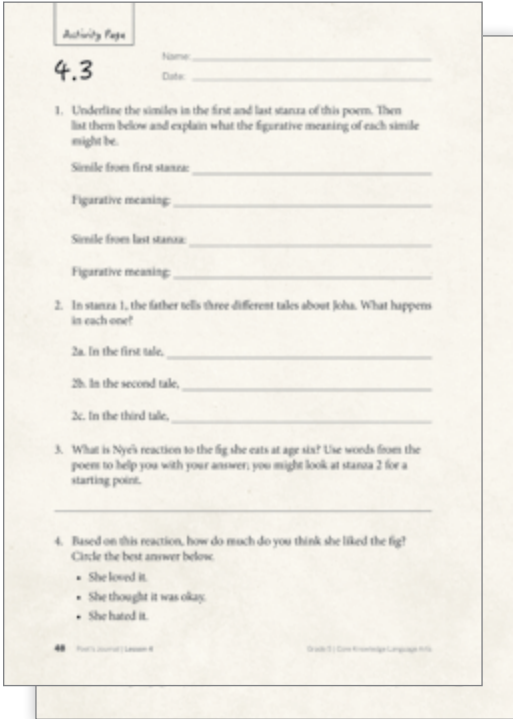 Activity Page
4.3
Name:
Date:
1. Underline the similes in the first and last stanza of this poem. Then
list them below and explain what the figurative meaning of each simile
might be.
Simile from first stanza:
Figurative meaning:
Simile from last stanza:
Figurative meaning:
2. In stanza 1, the father tells three different tales about Joha. What happens
in each one?
2a. In the first tale,
2b. In the second tale,
2c. In the third tale,
3. What is Nye's reaction to the fig she eats at age six? Use words from the
poem to help you with your answer; you might look at stanza 2 for a
starting point.
4. Based on this reaction, how do much do you think she liked the fig?
Circle the best answer below.
• She loved it.
• She thought it was okay.
• She hated it.
48 Poet's Journal | Lesson 4
Grade 5 | Core Knowledge Language Arts